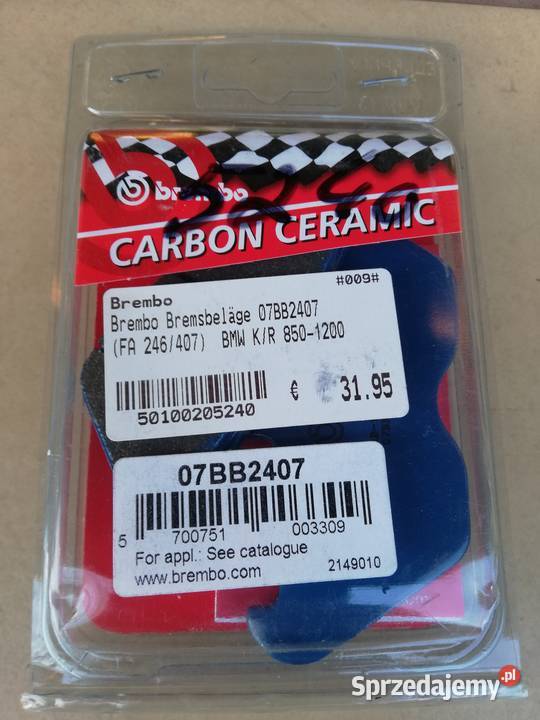 brembo
CARBON CERAMIC
#009#
Brembo
Brembo Bremsbeläge 07BB2407
(FA 246/407) BMW K/R 850-1200
€ 31.95
50100205240
07BB2407
5 700751 003309
For appl.: See catalogue
www.brembo.com 2149010
Sprzedajemy.pl